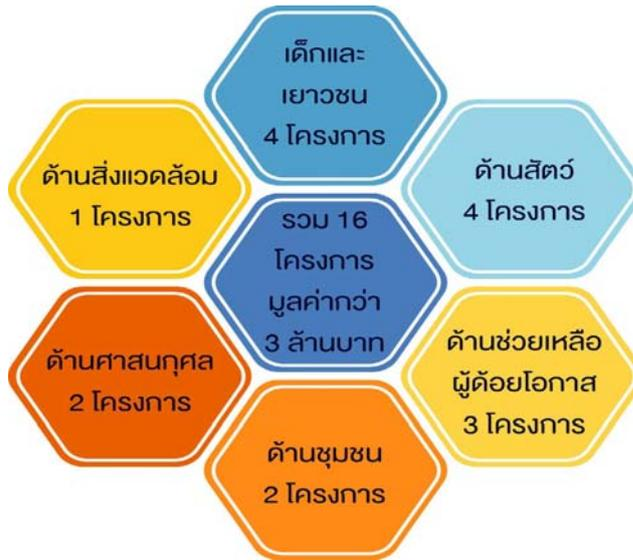 เด็กและ
เยาวชน
4 โครงการ
ด้านสิ่งแวดล้อม
1 โครงการ
ด้านสัตว์
4 โครงการ
รวม 16
โครงการ
มูลค่ากว่า
3 ล้านบาท
ด้านศาสนกุศล
2 โครงการ
ด้านช่วยเหลือ
ผู้ด้อยโอกาส
3 โครงการ
ด้านชุมชน
2 โครงการ